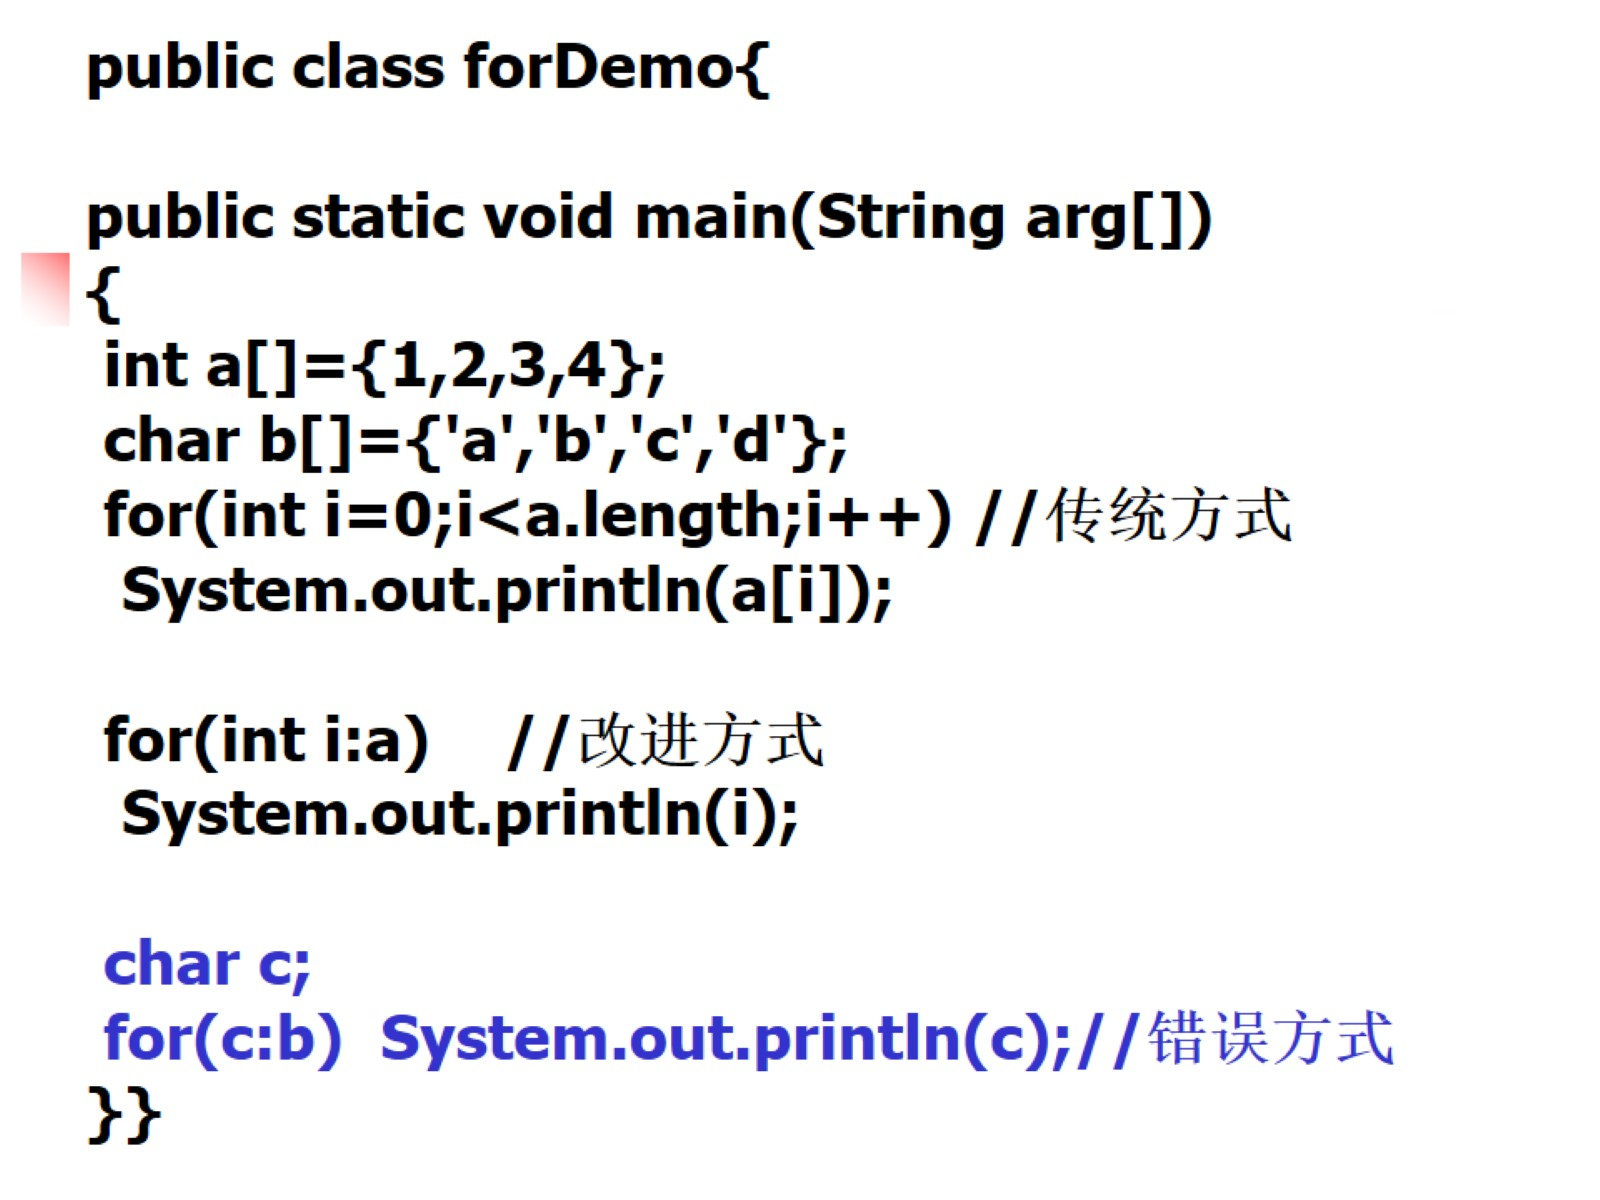 public class forDemo{
public static void main(String arg[])
{
int a[]={1,2,3,4};
char b[]={'a','b','c','d'};
for(int i=0;i<a.length;i++) //传统方式
System.out.println(a[i]);
for(int i:a) //改进方式
System.out.println(i);
char c;
for(c:b) System.out.println(c);//错误方式
}}